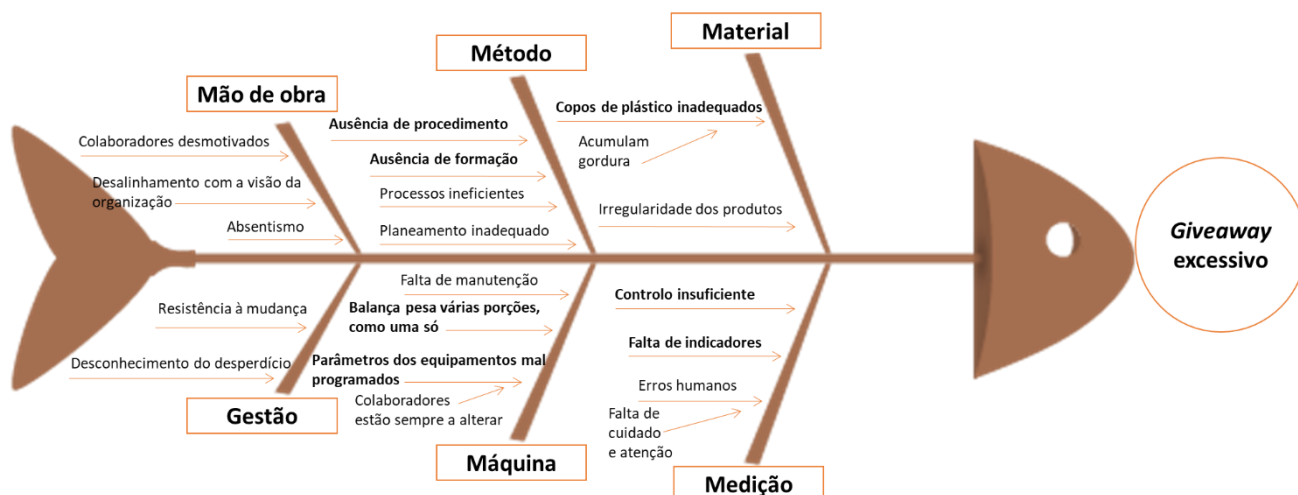 Material
Método
Mão de obra
Copos de plástico inadequados
Acumulam
gordura
Irregularidade dos produtos
Ausência de procedimento
Ausência de formação
Processos ineficientes
Planeamento inadequado
Colaboradores desmotivados
Desalinhamento com a visão da
organização
Absentismo
Giveaway
excessivo
Resistência à mudança
Desconhecimento do desperdício
Gestão
Falta de manutenção
Balança pesa várias porções,
como uma só
Parâmetros dos equipamentos mal
programados
Colaboradores
estão sempre a alterar
Máquina
Controlo insuficiente
Falta de indicadores
Erros humanos
Falta de
cuidado
e atenção
Medição